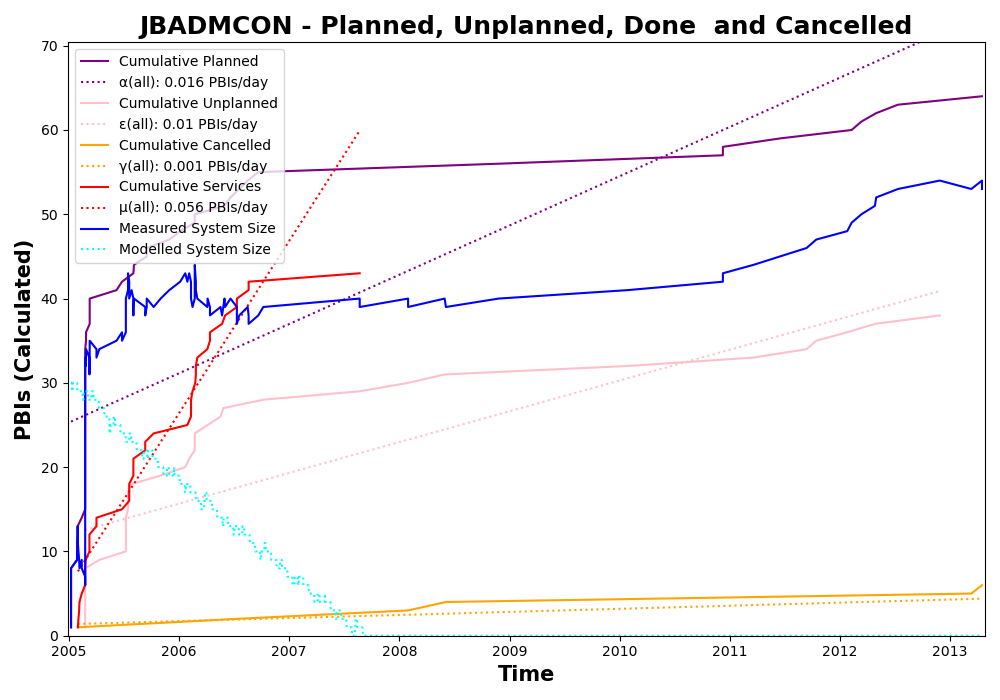 JBADMCON - Planned, Unplanned, Done  and Cancelled
PBIs (Calculated)
70
60
50
40
30
20
10
0
Cumulative Planned
α(all): 0.016 PBIs/day
Cumulative Unplanned
ε(all): 0.01 PBIs/day
Cumulative Cancelled
γ(all): 0.001 PBIs/day
Cumulative Services
μ(all): 0.056 PBIs/day
Measured System Size
Modelled System Size
2005 2006 2007 2008 2009 2010 2011 2012 2013
Time